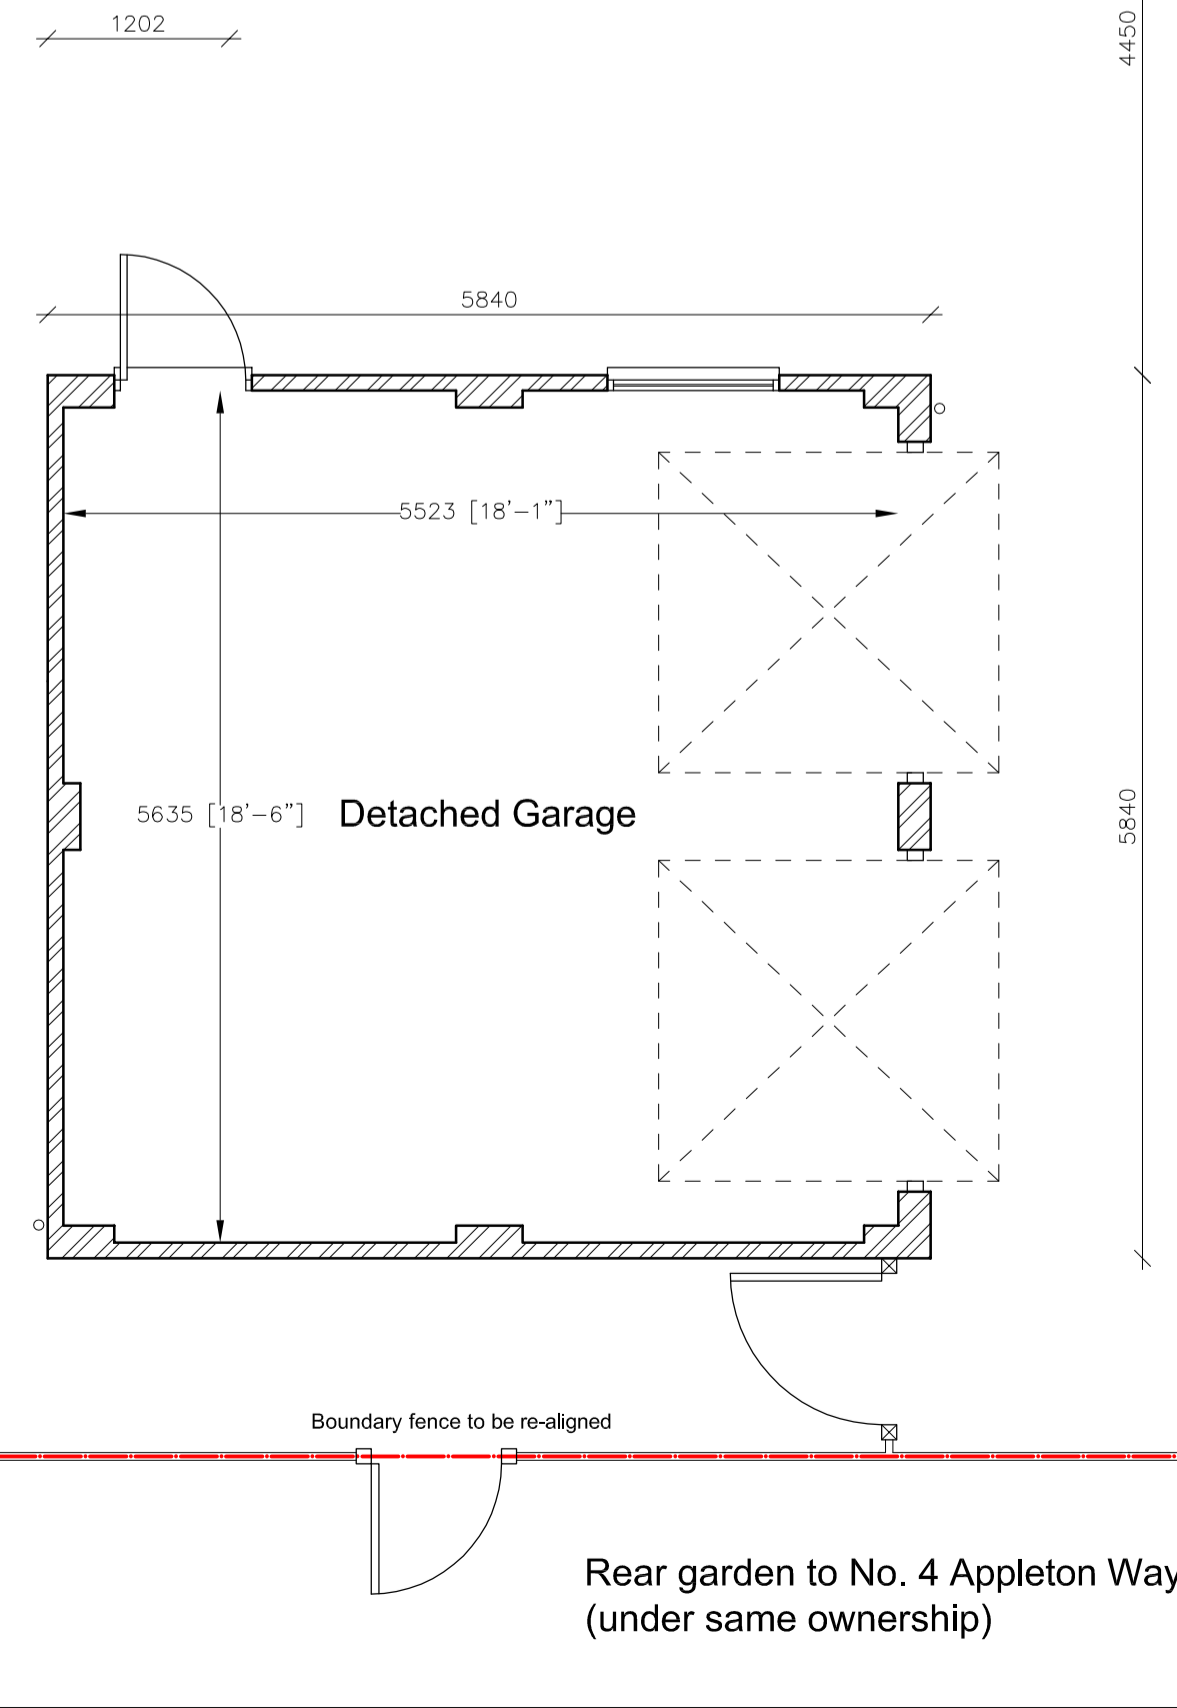 1202
4450
5840
5523 [18'-1"]
5635 [18'-6"]
Detached Garage
5840
Boundary fence to be re-aligned
Rear garden to No. 4 Appleton Way
(under same ownership)